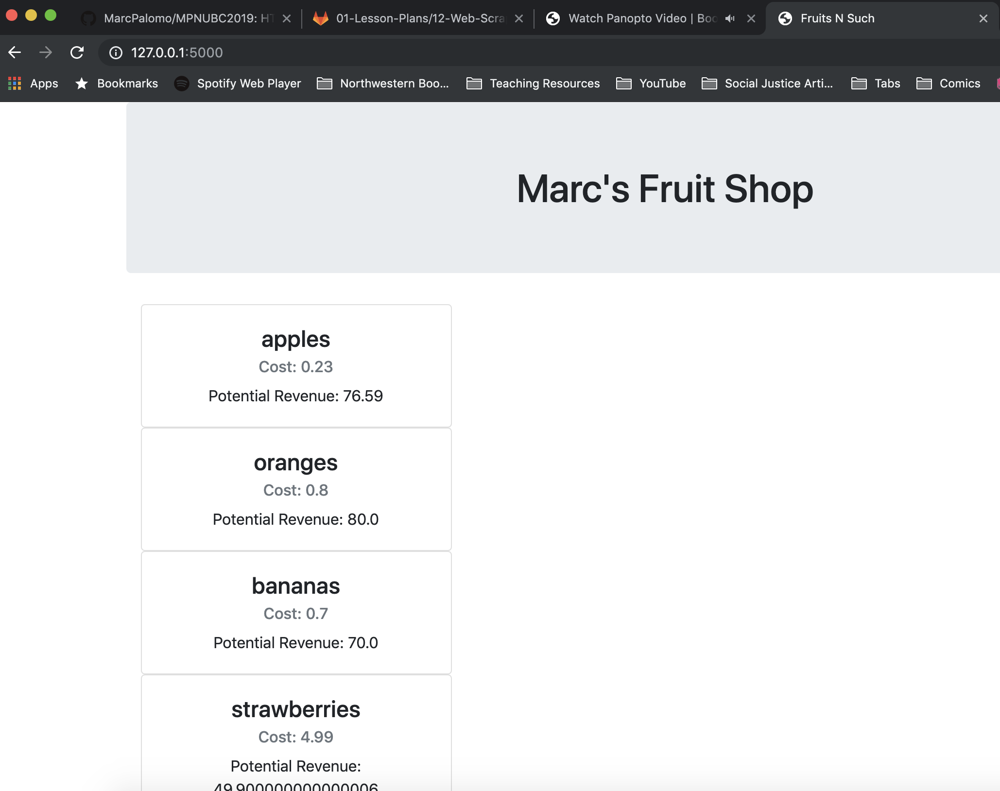 MarcPalomo/MPNUBC2019: HT
01-Lesson-Plans/12-Web-Scra
Watch Panopto Video | Boo
Fruits N Such
127.0.0.1:5000
Apps
Bookmarks
Spotify Web Player
Northwestern Boo...
Teaching Resources
YouTube
Social Justice Arti...
Tabs
Comics
Marc's Fruit Shop
apples
Cost: 0.23
Potential Revenue: 76.59
oranges
Cost: 0.8
Potential Revenue: 80.0
bananas
Cost: 0.7
Potential Revenue: 70.0
strawberries
Cost: 4.99
Potential Revenue:
49.900000000000006